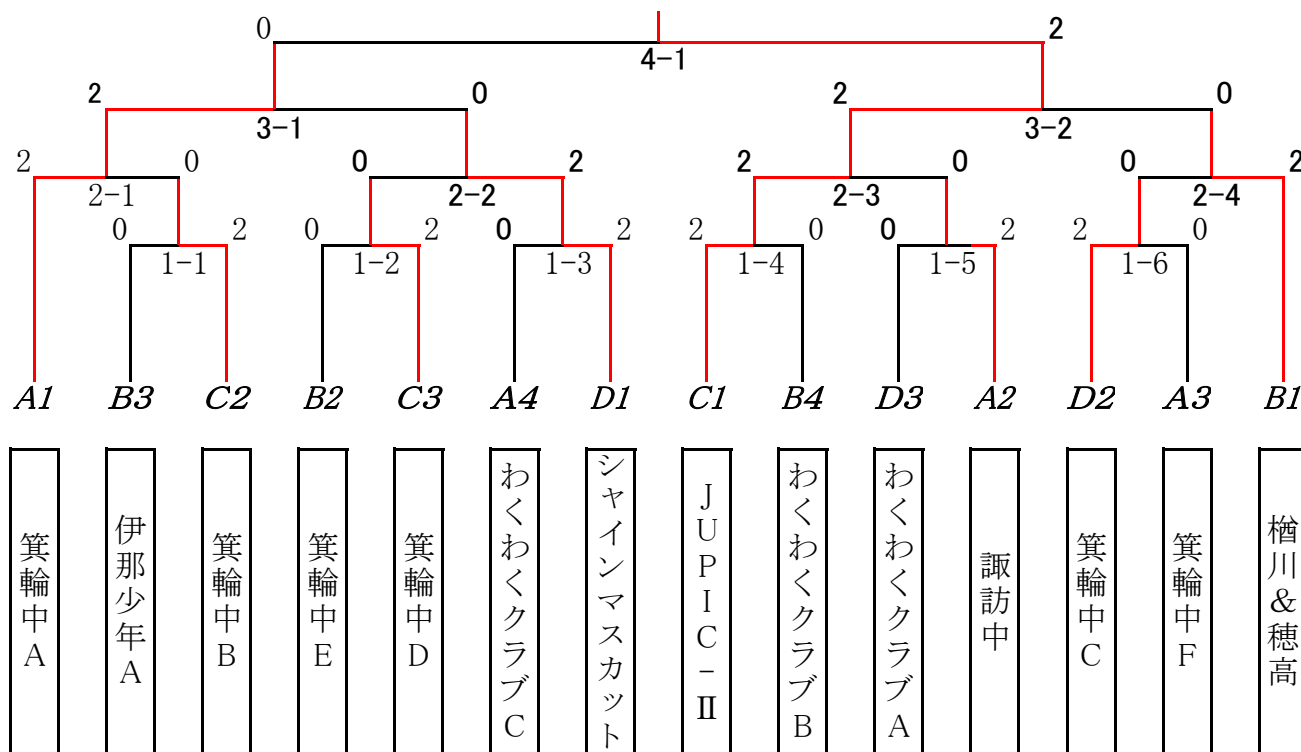 0 2
4-1
2 0 2 0
3-1 3-2
2 0 0 2 2 0 0 2
2-1 2-2 2-3 2-4
0 2 0 2 0 2 2 0 0 2 2 0
1-1 1-2 1-3 1-4 1-5 1-6
A1 B3 C2 B2 C3 A4 D1 C1 B4 D3 A2 D2 A3 B1
箕輪中A
伊那少年A
箕輪中B
箕輪中E
箕輪中D
わくわくクラブC
シャインマスカット
JUPIC-Ⅱ
わくわくクラブB
わくわくクラブA
諏訪中
箕輪中C
箕輪中F
楢川&穂高